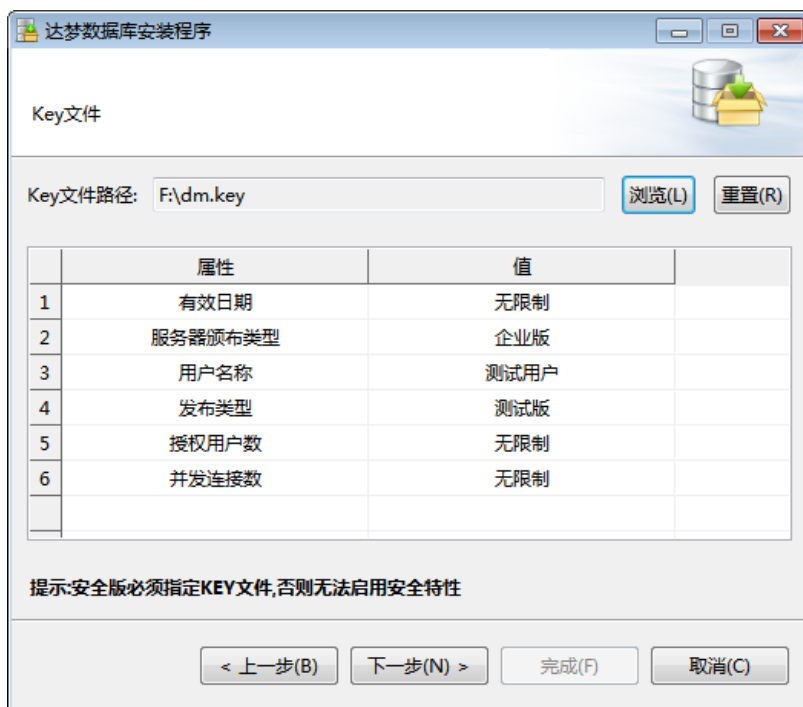 达梦数据库安装程序
Key文件
Key文件路径: F:\dm.key 浏览(L) 重置(R)
属性 值
1 有效日期 无限制
2 服务器颁布类型 企业版
3 用户名称 测试用户
4 发布类型 测试版
5 授权用户数 无限制
6 并发连接数 无限制
提示:安全版必须指定KEY文件,否则无法启用安全特性
< 上一步(B) 下一步(N) > 完成(F) 取消(C)